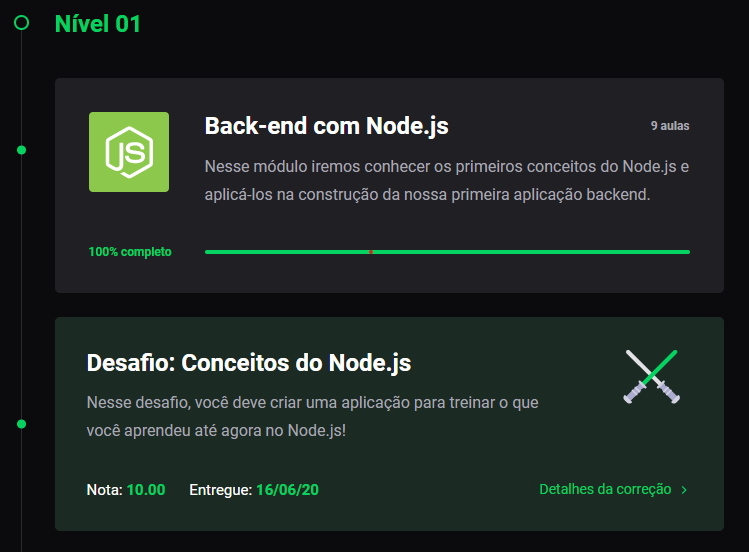 Nível 01
Back-end com Node.js
9 aulas
Nesse módulo iremos conhecer os primeiros conceitos do Node.js e
aplicá-los na construção da nossa primeira aplicação backend.
100% completo
Desafio: Conceitos do Node.js
Nesse desafio, você deve criar uma aplicação para treinar o que
você aprendeu até agora no Node.js!
Nota: 10.00 Entregue: 16/06/20 Detalhes da correção >